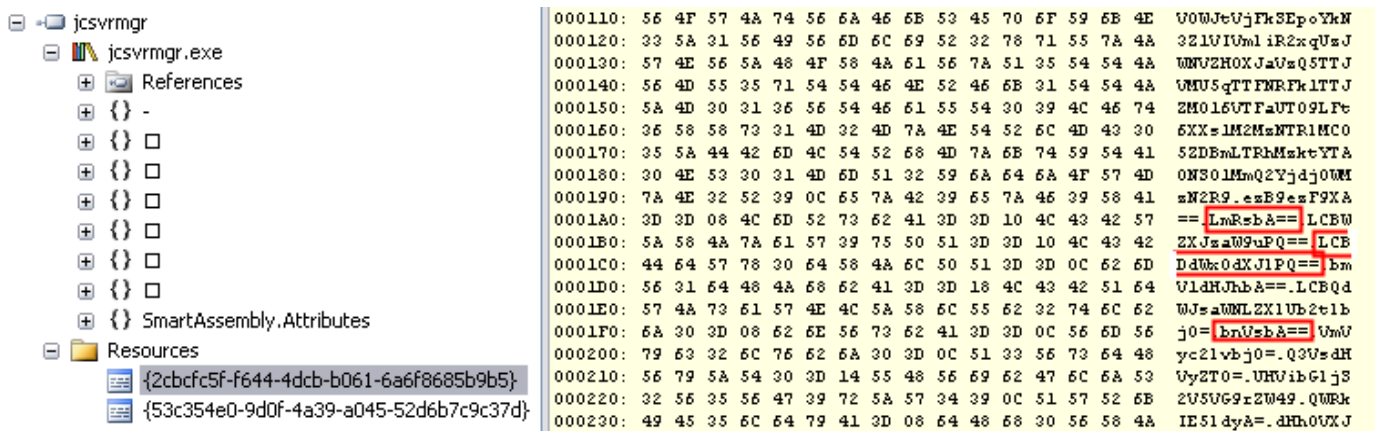 jcsvrmgr
jcsvrmgr.exe
References
{} -
{} □
{} □
{} □
{} □
{} □
{} □
{} SmartAssembly.Attributes
Resources
{2cbcfc5f-f644-4dcb-b061-6a6f8685b9b5}
{53c354e0-9d0f-4a39-a045-52d6b7c9c37d}
000110: 56 4F 57 4A 74 56 6A 46 6B 53 45 70 6F 59 6B 4E VOWJtVjFkSEpoYkN
000120: 33 5A 31 56 49 56 6D 6C 69 52 32 78 71 55 7A 4A 3Z1VIVmliR2xqUzJ
000130: 57 4E 56 5A 48 4F 58 4A 61 56 7A 51 35 54 54 4A WNVZHOXJaVzQ5TTJ
000140: 56 4D 55 35 71 54 54 46 4E 52 46 6B 31 54 54 4A VMU5qTTFNRFk1TTJ
000150: 5A 4D 30 31 36 56 54 46 61 55 54 30 39 4C 46 74 ZM016VTFaUT09LFt
000160: 36 58 58 73 31 4D 32 4D 7A 4E 54 52 6C 4D 43 30 6XXs1M2MzNTRlMC0
000170: 35 5A 44 42 6D 4C 54 52 68 4D 7A 6B 74 59 54 41 5ZDBmLTRhMzktYTA
000180: 30 4E 53 30 31 4D 6D 51 32 59 6A 64 6A 4F 57 4D 0NS01MmQ2YjdjOWM
000190: 7A 4E 32 52 39 0C 65 7A 42 39 65 7A 46 39 58 41 zN2R9.ezB9ezF9XA
0001A0: 3D 3D 08 4C 6D 52 73 62 41 3D 3D 10 4C 43 42 57 ==.LmRsbA==.LCBW
0001B0: 5A 58 4A 7A 61 57 39 75 50 51 3D 3D 10 4C 43 42 ZXJzaW9uPQ==.LCB
0001C0: 44 64 57 78 30 64 58 4A 6C 50 51 3D 3D 0C 62 6D DdWx0dXJlPQ==.bm
0001D0: 56 31 64 48 4A 68 62 41 3D 3D 18 4C 43 42 51 64 V1dHJhbA==.LCBQd
0001E0: 57 4A 73 61 57 4E 4C 5A 58 6C 55 62 32 74 6C 62 WJsaWNLZXlUb2tlb
0001F0: 6A 30 3D 08 62 6E 56 73 62 41 3D 3D 0C 56 6D 56 j0=.bnVsbA==.VmV
000200: 79 63 32 6C 76 62 6A 30 3D 0C 51 33 56 73 64 48 yc2lvbj0=.Q3VsdH
000210: 56 79 5A 54 30 3D 14 55 48 56 69 62 47 6C 6A 53 VyZT0=.UHVibGljS
000220: 32 56 35 56 47 39 72 5A 57 34 39 0C 51 57 52 6B 2V5VG9rZW49.QWRk
000230: 49 45 35 6C 64 79 41 3D 08 64 48 68 30 56 58 4A IE5ldyA=.dHh0VXJ